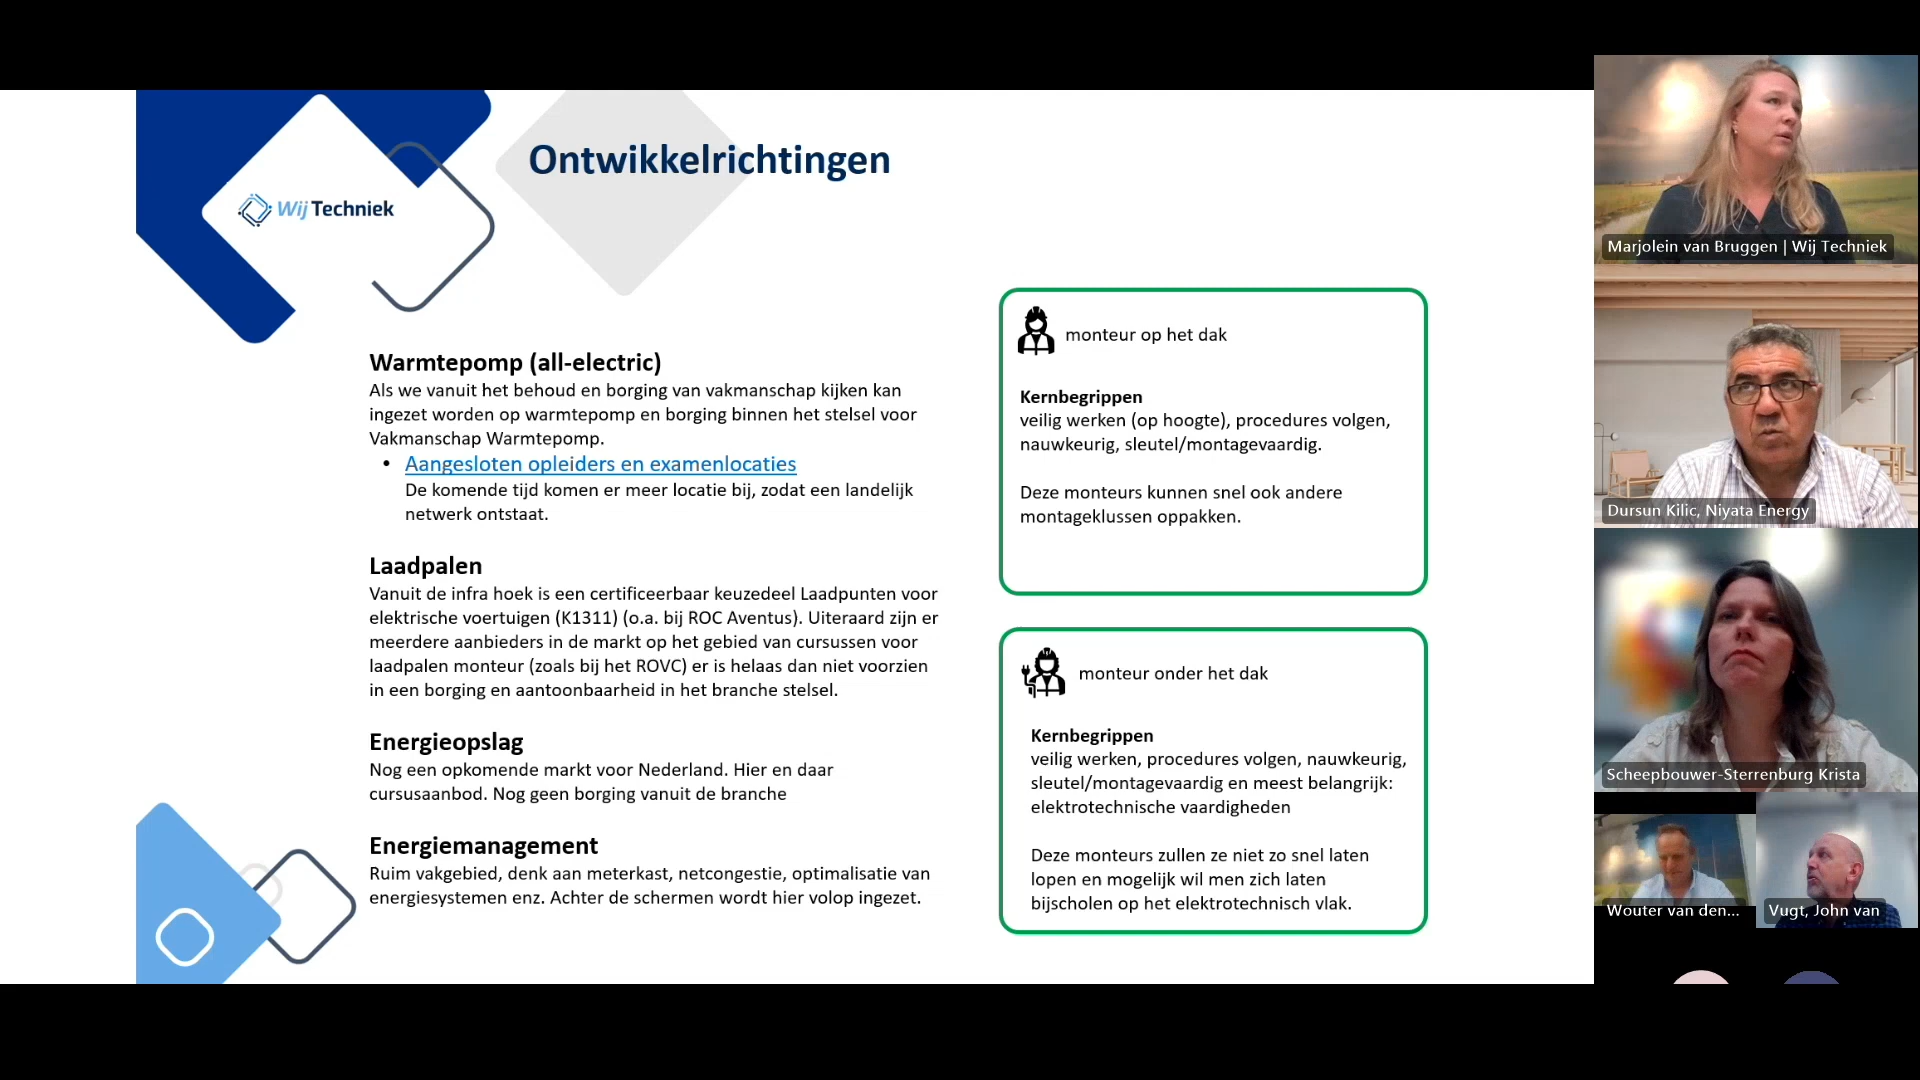 Ontwikkelrichtingen
Wij Techniek
Warmtepomp (all-electric)
Als we vanuit het behoud en borging van vakmanschap kijken kan
ingezet worden op warmtepomp en borging binnen het stelsel voor
Vakmanschap Warmtepomp.
• Aangesloten opleiders en examenlocaties
De komende tijd komen er meer locatie bij, zodat een landelijk
netwerk ontstaat.
Laadpalen
Vanuit de infra hoek is een certificeerbaar keuzedeel Laadpunten voor
elektrische voertuigen (K1311) (o.a. bij ROC Aventus). Uiteraard zijn er
meerdere aanbieders in de markt op het gebied van cursussen voor
laadpalen monteur (zoals bij het ROVC) er is helaas dan niet voorzien
in een borging en aantoonbaarheid in het branche stelsel.
Energieopslag
Nog een opkomende markt voor Nederland. Hier en daar
cursusaanbod. Nog geen borging vanuit de branche
Energiemanagement
Ruim vakgebied, denk aan meterkast, netcongestie, optimalisatie van
energiesystemen enz. Achter de schermen wordt hier volop ingezet.
monteur op het dak
Kernbegrippen
veilig werken (op hoogte), procedures volgen,
nauwkeurig, sleutel/montagevaardig.
Deze monteurs kunnen snel ook andere
montageklussen oppakken.
monteur onder het dak
Kernbegrippen
veilig werken, procedures volgen, nauwkeurig,
sleutel/montagevaardig en meest belangrijk:
elektrotechnische vaardigheden
Deze monteurs zullen ze niet zo snel laten
lopen en mogelijk wil men zich laten
bijscholen op het elektrotechnisch vlak.
Marjolein van Bruggen | Wij Techniek
Dursun Kilic, Niyata Energy
Scheepbouwer-Sterrenburg Krista
Wouter van den...
Vugt, John van